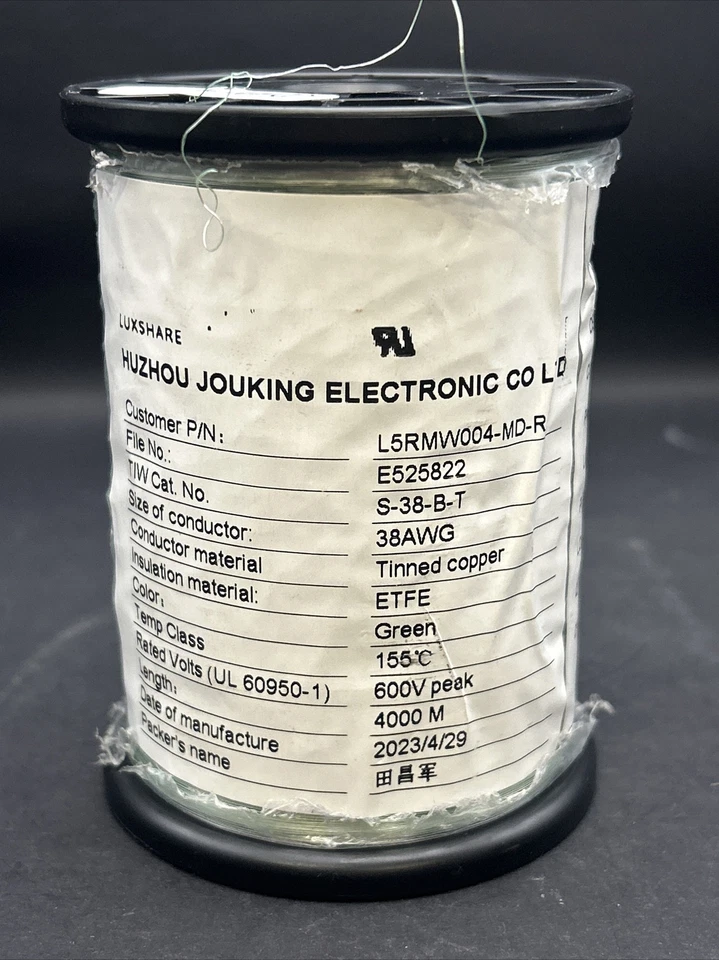 LUXSHARE
HUZHOU JOUKING ELECTRONIC CO LTD
Customer P/N: L5RMW004-MD-R
File No.: E525822
TIW Cat. No. S-38-B-T
Size of conductor: 38AWG
Conductor material Tinned copper
Insulation material: ETFE
Color: Green
Temp Class 155℃
Rated Volts (UL 60950-1) 600V peak
Length: 4000 M
Date of manufacture 2023/4/29
Packer's name 田昌军